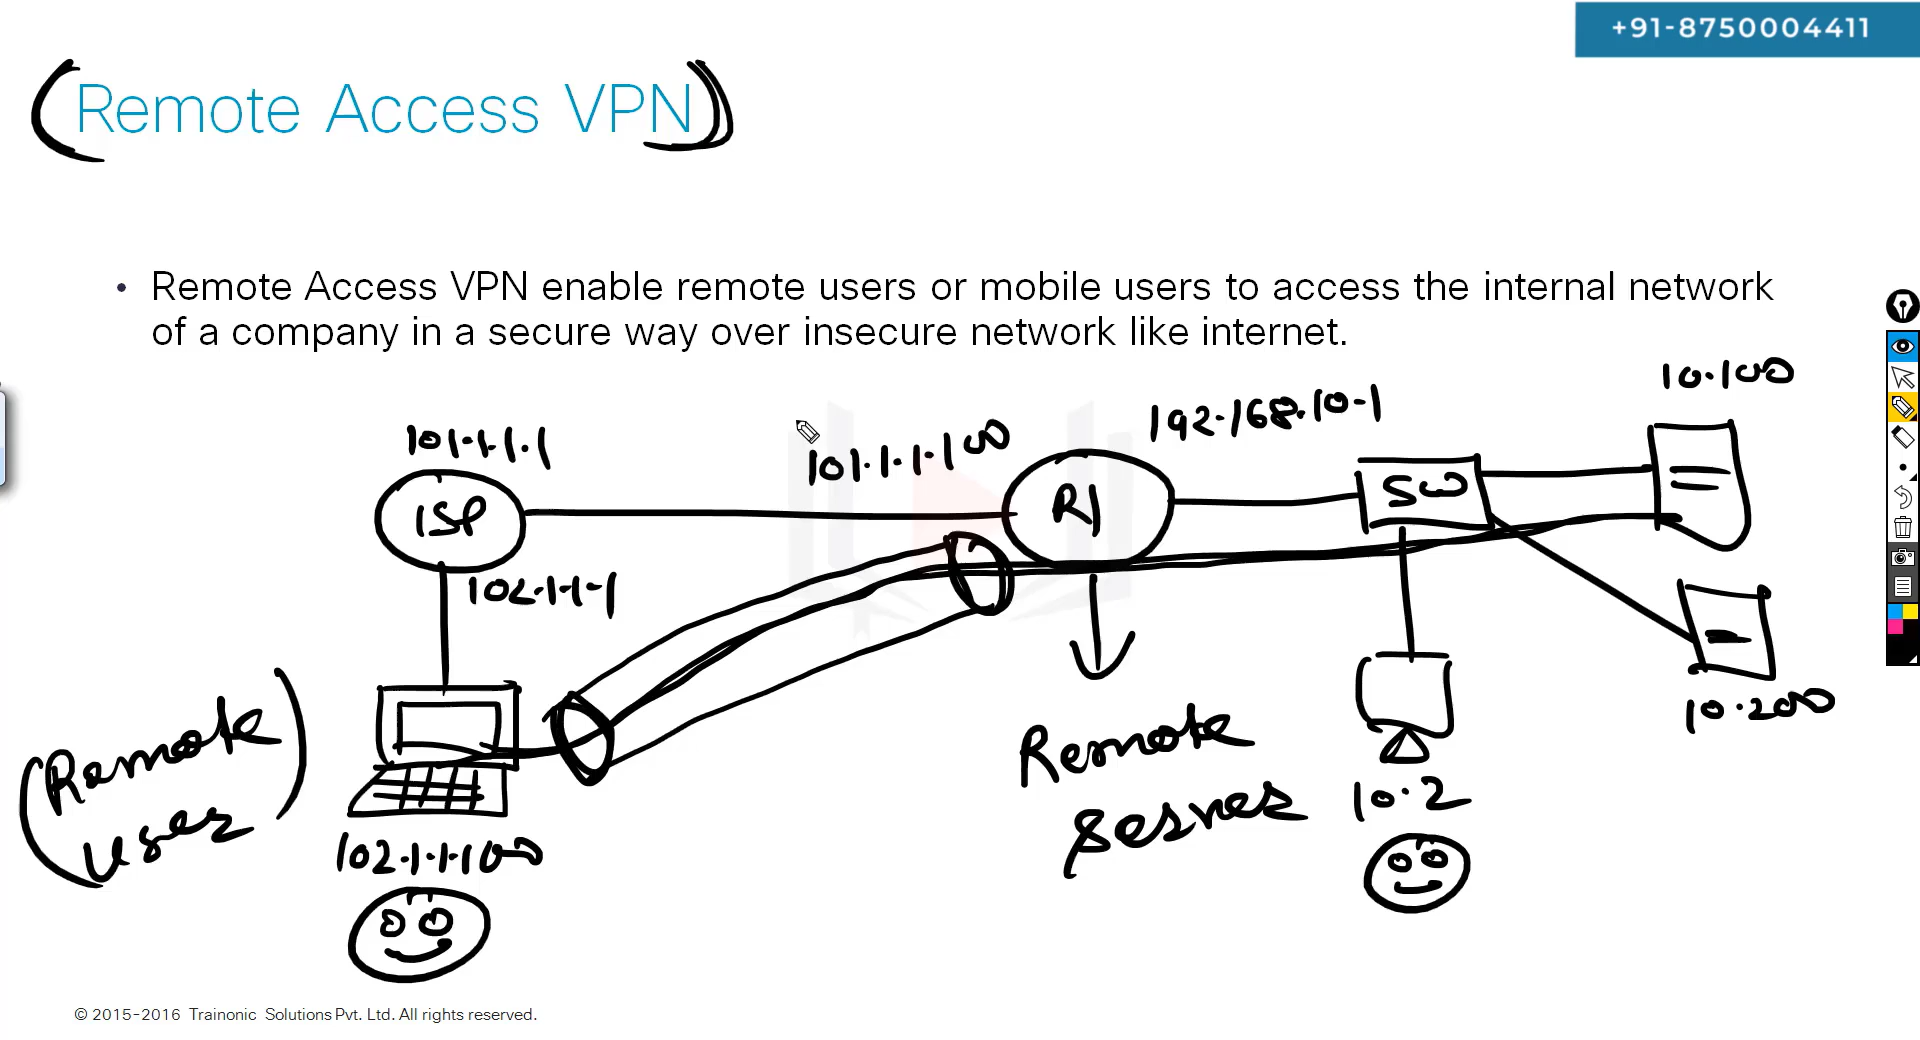 +91-8750004411
Remote Access VPN
• Remote Access VPN enable remote users or mobile users to access the internal network
of a company in a secure way over insecure network like internet.
10.100
192.168.10.1
101.1.1.1
101.1.1.100
ISP
R1
SW
102.1.1.1
10.200
Remote
User
Remote
Server
10.2
102.1.1.100
© 2015-2016 Trainonic Solutions Pvt. Ltd. All rights reserved.